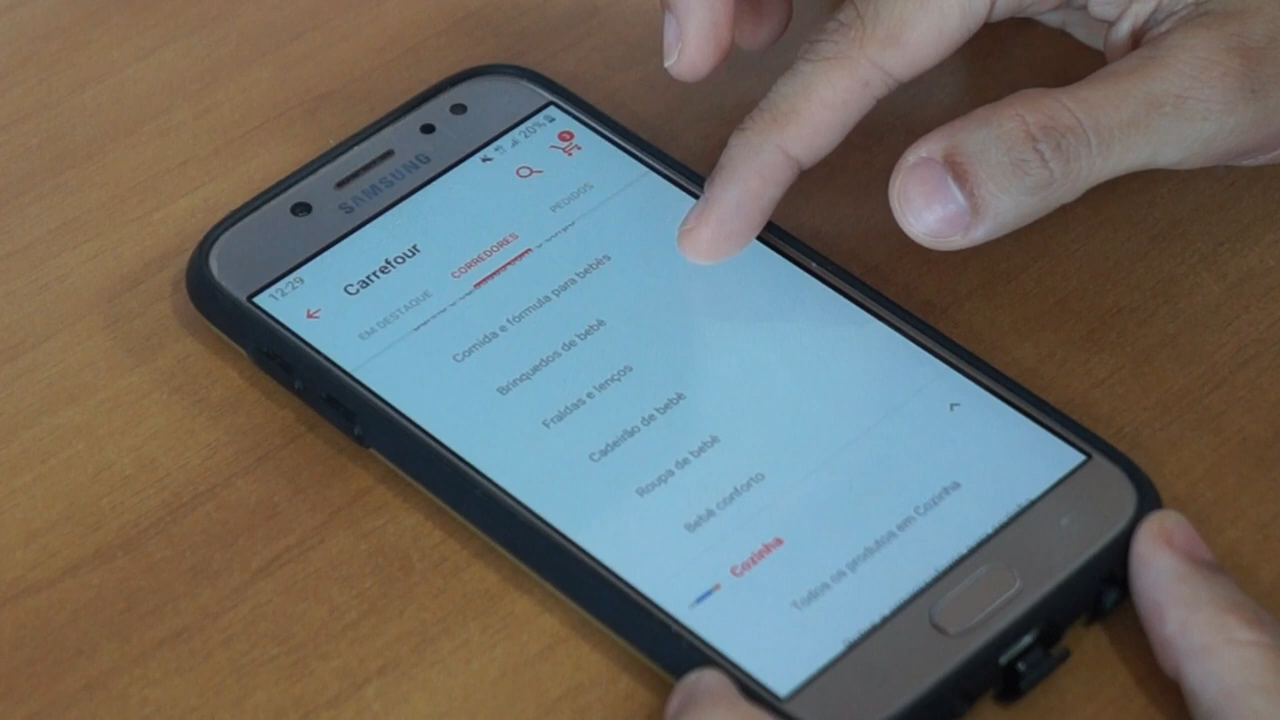 SAMSUNG
12:29
20%
Carrefour
EM DESTAQUE
CORREDORES
PEDIDOS
Comida e fórmula para bebês
Brinquedos de bebê
Fraldas e lenços
Cadeirão de bebê
Roupa de bebê
Bebê conforto
Cozinha
Todos os produtos em Cozinha